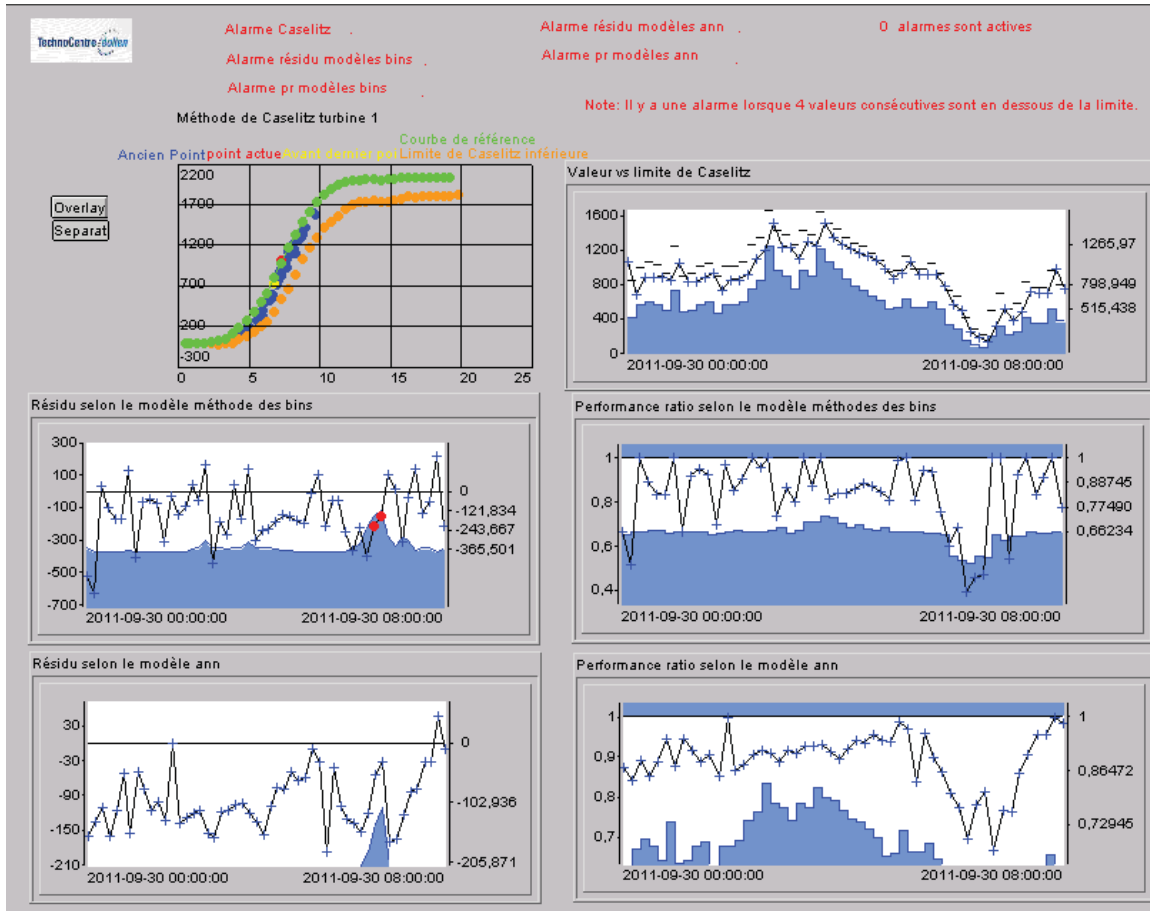 TechnoCentre éolien
Alarme Caselitz .
Alarme résidu modèles ann .
0 alarmes sont actives
Alarme résidu modèles bins .
Alarme pr modèles ann .
Alarme pr modèles bins .
Note: Il y a une alarme lorsque 4 valeurs consécutives sont en dessous de la limite.
Méthode de Caselitz turbine 1
Courbe de référence
Ancien Point point actue Avant dernier poi Limite de Caselitz inférieure
Overlay
Separat
2200
1700
1200
700
200
-300
0 5 10 15 20 25
Valeur vs limite de Caselitz
1600
1200
800
400
0
1265,97
798,949
515,438
2011-09-30 00:00:00 2011-09-30 08:00:00
Résidu selon le modèle méthode des bins
300
100
-100
-300
-500
-700
0
-121,834
-243,667
-365,501
2011-09-30 00:00:00 2011-09-30 08:00:00
Performance ratio selon le modèle méthodes des bins
1
0,8
0,6
0,4
1
0,88745
0,77490
0,66234
2011-09-30 00:00:00 2011-09-30 08:00:00
Résidu selon le modèle ann
30
-30
-90
-150
-210
0
-102,936
-205,871
2011-09-30 00:00:00 2011-09-30 08:00:00
Performance ratio selon le modèle ann
1
0,9
0,8
0,7
1
0,86472
0,72945
2011-09-30 00:00:00 2011-09-30 08:00:00